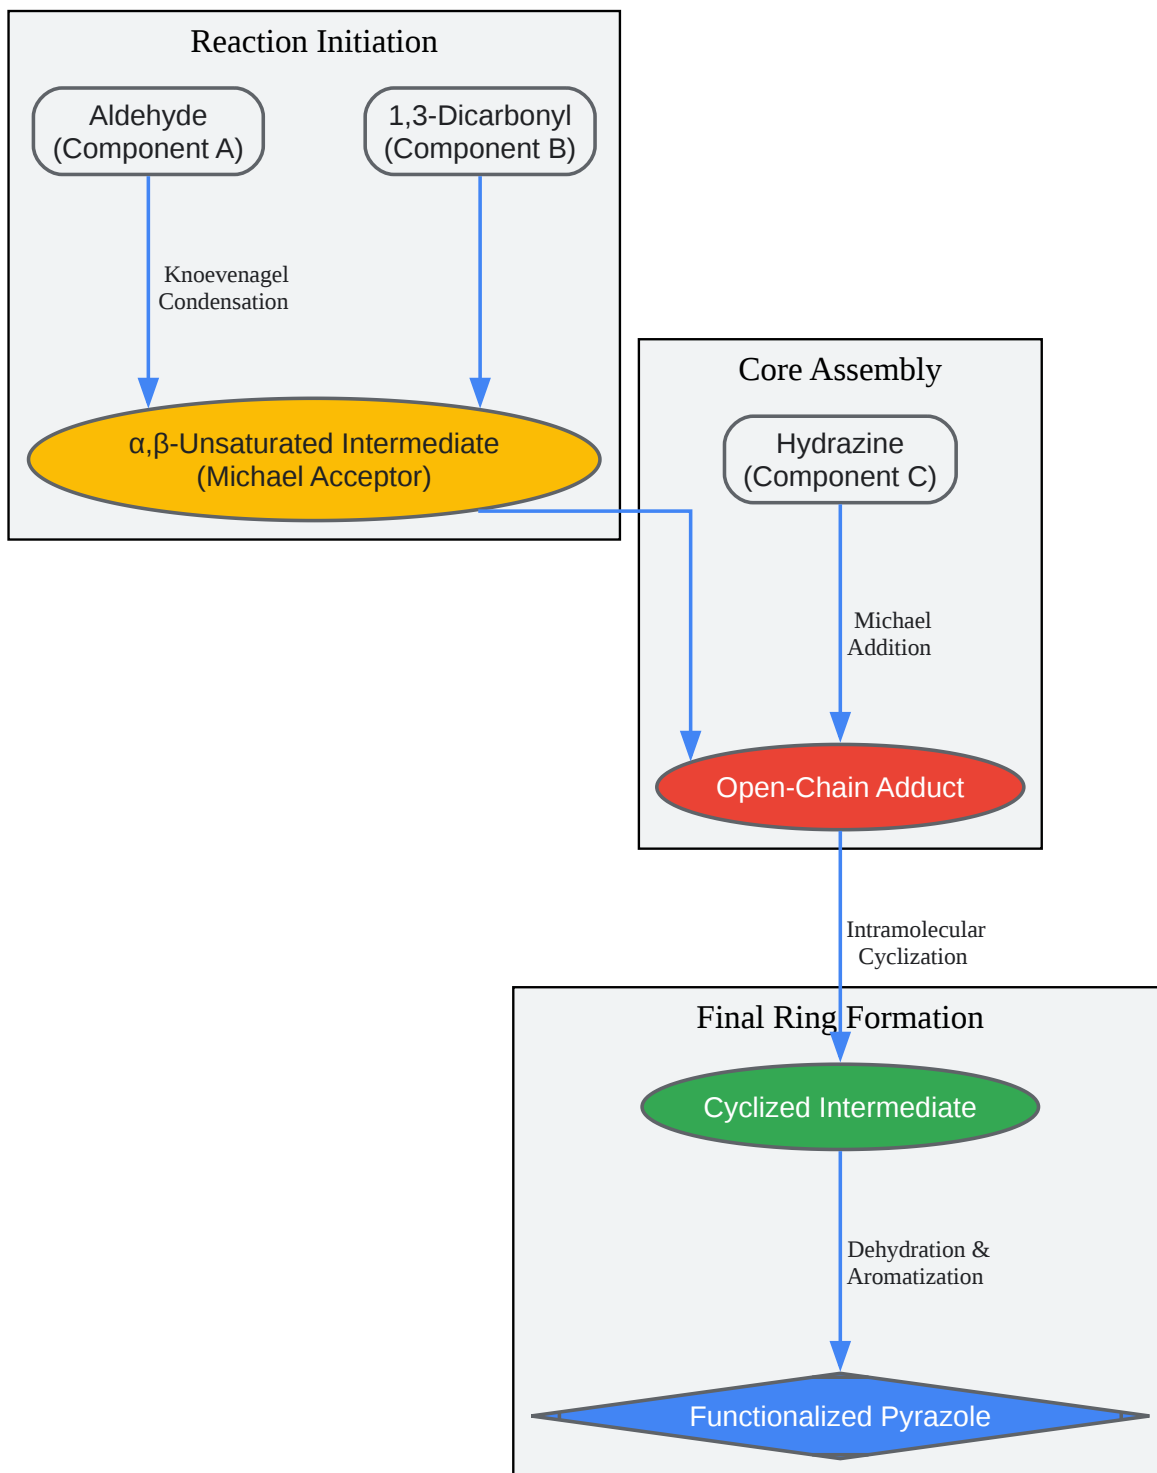 Reaction Initiation
Aldehyde
(Component A)
1,3-Dicarbonyl
(Component B)
Knoevenagel
Condensation
α,β-Unsaturated Intermediate
(Michael Acceptor)
Core Assembly
Hydrazine
(Component C)
Michael
Addition
Open-Chain Adduct
Intramolecular
Cyclization
Final Ring Formation
Cyclized Intermediate
Dehydration &
Aromatization
Functionalized Pyrazole